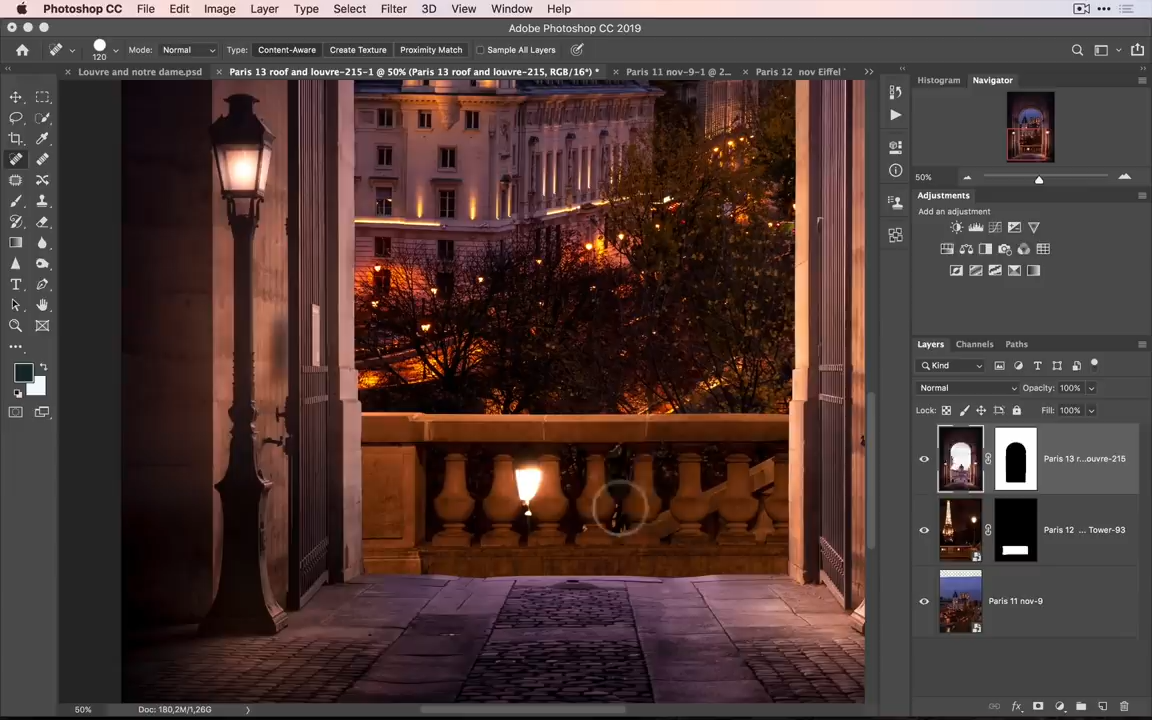 Photoshop CC File Edit Image Layer Type Select Filter 3D View Window Help
Adobe Photoshop CC 2019
120 Mode: Normal Type: Content-Aware Create Texture Proximity Match Sample All Layers
Louvre and notre dame.psd Paris 13 roof and louvre-215-1 @ 50% (Paris 13 roof and louvre-215, RGB/16*) * Paris 11 nov-9-1 @ 2... Paris 12 nov Eiffel
Histogram Navigator
50%
Adjustments
Add an adjustment
Layers Channels Paths
Kind
Normal Opacity: 100%
Lock: Fill: 100%
Paris 13 r...ouvre-215
Paris 12 ... Tower-93
Paris 11 nov-9
50% Doc: 180,2M/1,26G